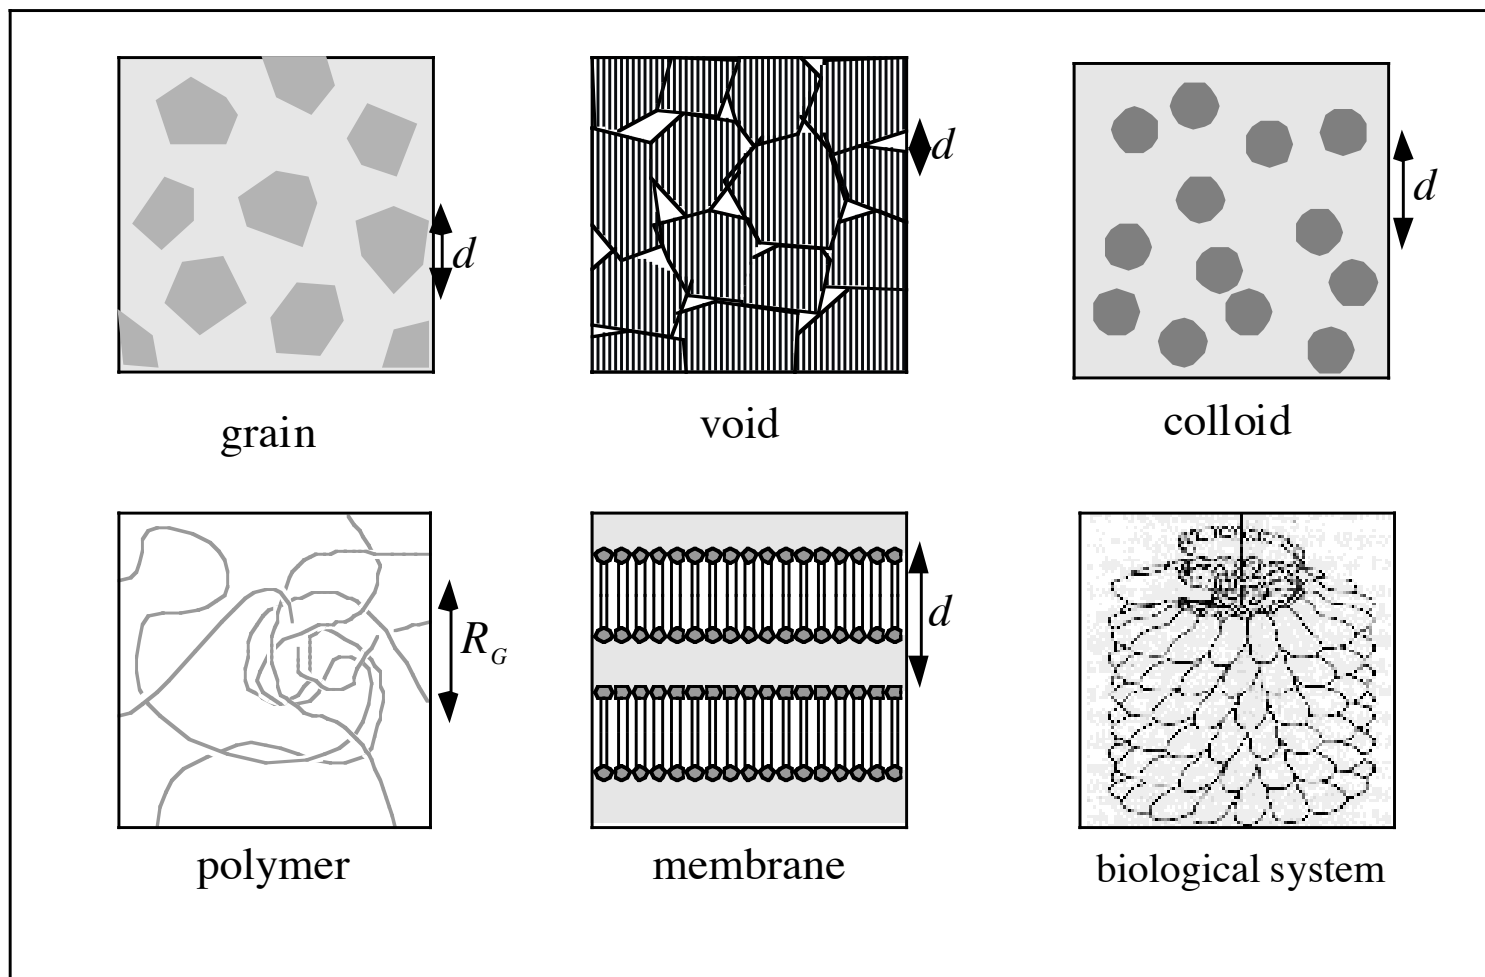 d
d
d
grain
void
colloid
R_G
d
polymer
membrane
biological system